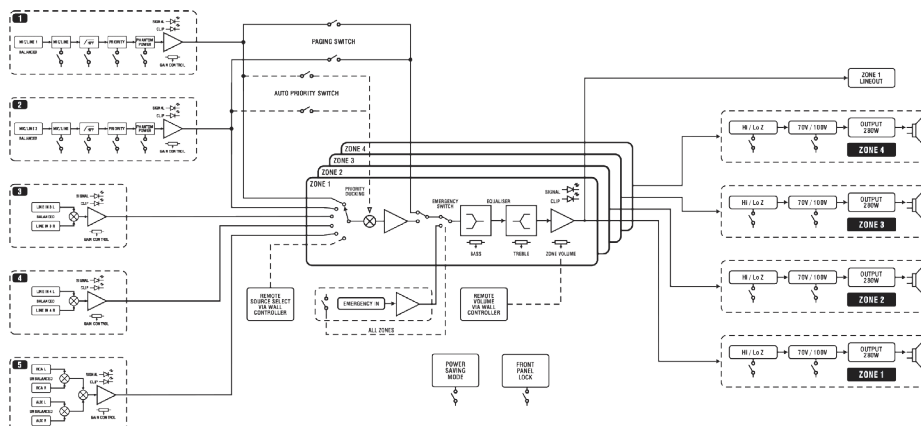 1
SIGNAL
CLIP
MIC/LINE 1
BALANCED
MIC/LINE
HPF
PRIORITY
PHANTOM
POWER
GAIN CONTROL
2
SIGNAL
CLIP
MIC/LINE 2
BALANCED
MIC/LINE
HPF
PRIORITY
PHANTOM
POWER
GAIN CONTROL
3
SIGNAL
CLIP
LINE IN 3 L
BALANCED
LINE IN 3 R
GAIN CONTROL
4
SIGNAL
CLIP
LINE IN 4 L
BALANCED
LINE IN 4 R
GAIN CONTROL
5
SIGNAL
CLIP
RCA L
UNBALANCED
RCA R
AUX L
UNBALANCED
AUX R
GAIN CONTROL
PAGING SWITCH
AUTO PRIORITY SWITCH
ZONE 4
ZONE 3
ZONE 2
ZONE 1
PRIORITY
DUCKING
EMERGENCY
SWITCH
EQUALISER
SIGNAL
CLIP
BASS
TREBLE
ZONE VOLUME
REMOTE
SOURCE SELECT
VIA WALL
CONTROLLER
EMERGENCY IN
ALL ZONES
REMOTE
VOLUME VIA WALL
CONTROLLER
POWER
SAVING
MODE
FRONT
PANEL
LOCK
ZONE 1
LINEOUT
Hi / Lo Z
70V / 100V
OUTPUT
280W
ZONE 4
Hi / Lo Z
70V / 100V
OUTPUT
280W
ZONE 3
Hi / Lo Z
70V / 100V
OUTPUT
280W
ZONE 2
Hi / Lo Z
70V / 100V
OUTPUT
280W
ZONE 1